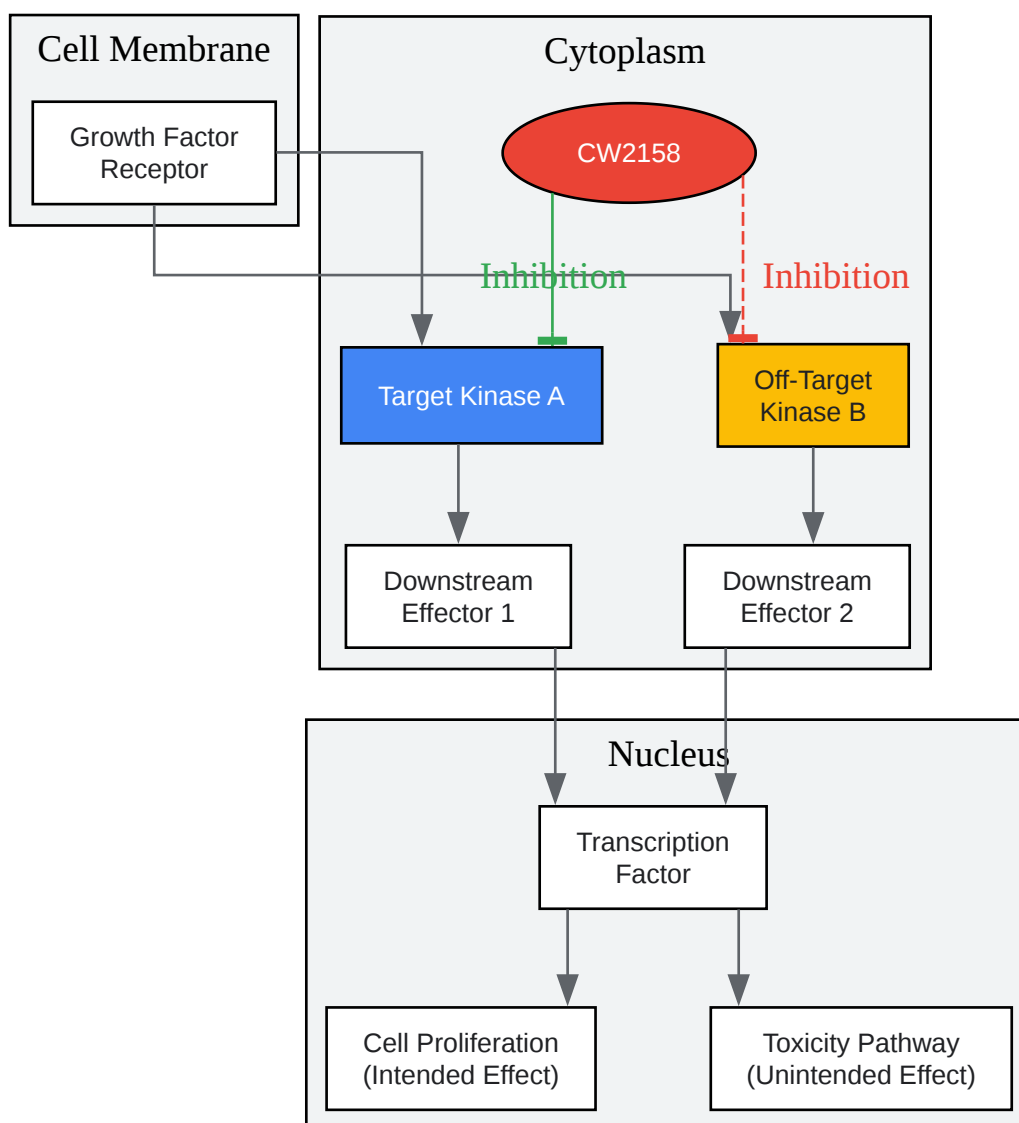 Cell Membrane
Growth Factor
Receptor
Cytoplasm
CW2158
Inhibition
Inhibition
Target Kinase A
Off-Target
Kinase B
Downstream
Effector 1
Downstream
Effector 2
Nucleus
Transcription
Factor
Cell Proliferation
(Intended Effect)
Toxicity Pathway
(Unintended Effect)